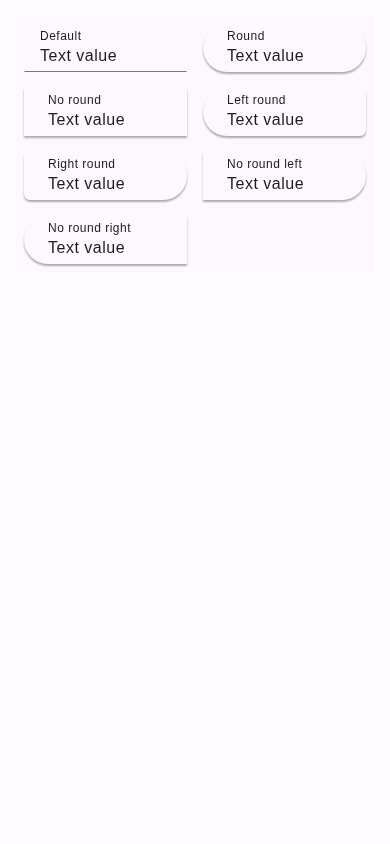 Default
Text value
Round
Text value
No round
Text value
Left round
Text value
Right round
Text value
No round left
Text value
No round right
Text value